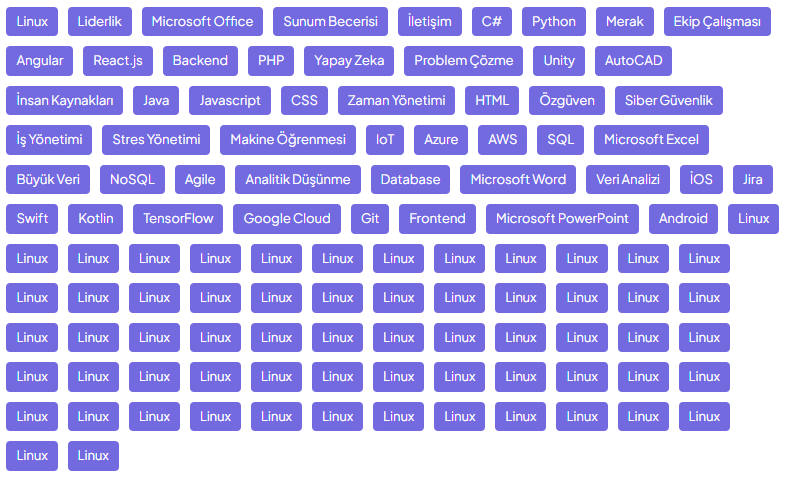 Linux Liderlik Microsoft Office Sunum Becerisi İletişim C# Python Merak Ekip Çalışması
Angular React.js Backend PHP Yapay Zeka Problem Çözme Unity AutoCAD
İnsan Kaynakları Java Javascript CSS Zaman Yönetimi HTML Özgüven Siber Güvenlik
İş Yönetimi Stres Yönetimi Makine Öğrenmesi IoT Azure AWS SQL Microsoft Excel
Büyük Veri NoSQL Agile Analitik Düşünme Database Microsoft Word Veri Analizi İOS Jira
Swift Kotlin TensorFlow Google Cloud Git Frontend Microsoft PowerPoint Android Linux
Linux Linux Linux Linux Linux Linux Linux Linux Linux Linux Linux Linux
Linux Linux Linux Linux Linux Linux Linux Linux Linux Linux Linux Linux
Linux Linux Linux Linux Linux Linux Linux Linux Linux Linux Linux Linux
Linux Linux Linux Linux Linux Linux Linux Linux Linux Linux Linux Linux
Linux Linux Linux Linux Linux Linux Linux Linux Linux Linux Linux Linux
Linux Linux